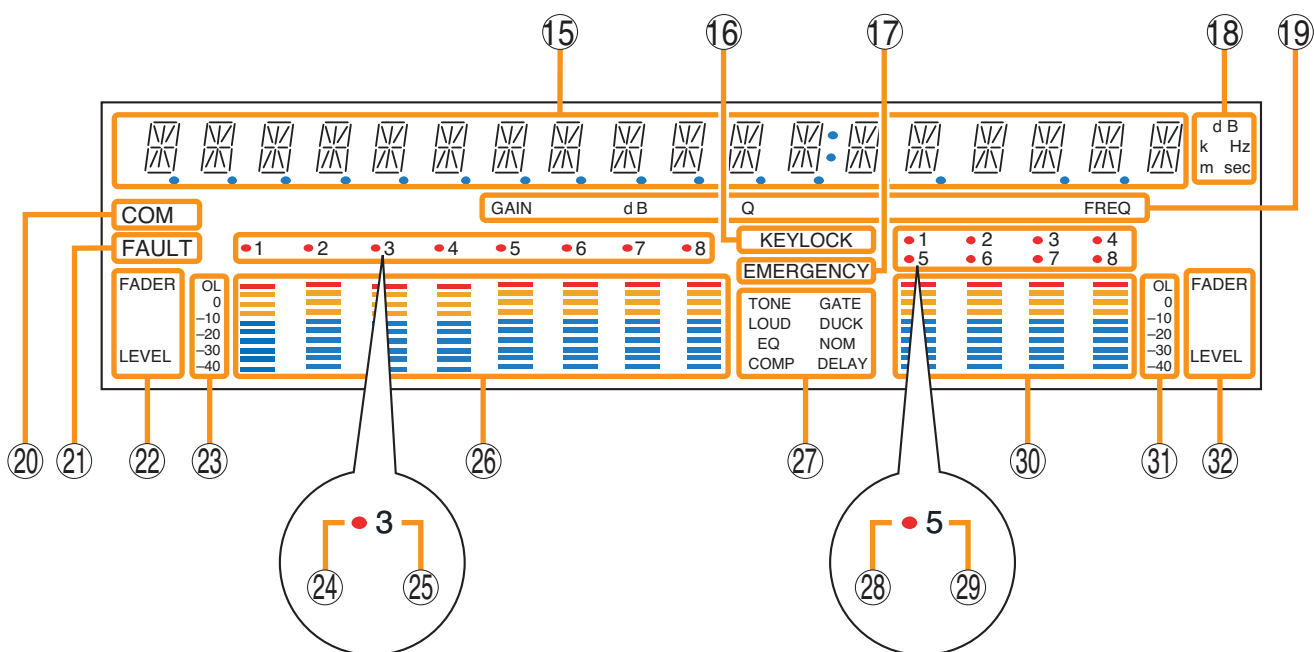 ⑮ ⑯ ⑰ ⑱ ⑲
d B
k Hz
m sec
GAIN dB Q FREQ
COM
FAULT
1 2 3 4 5 6 7 8
KEYLOCK
EMERGENCY
1 2 3 4
5 6 7 8
FADER
LEVEL
OL
0
−10
−20
−30
−40
TONE GATE
LOUD DUCK
EQ NOM
COMP DELAY
OL
0
−10
−20
−30
−40
FADER
LEVEL
⑳ ㉑ ㉒ ㉓ ㉖ ㉗ ㉚ ㉛ ㉜
3
㉔ ㉕
5
㉘ ㉙